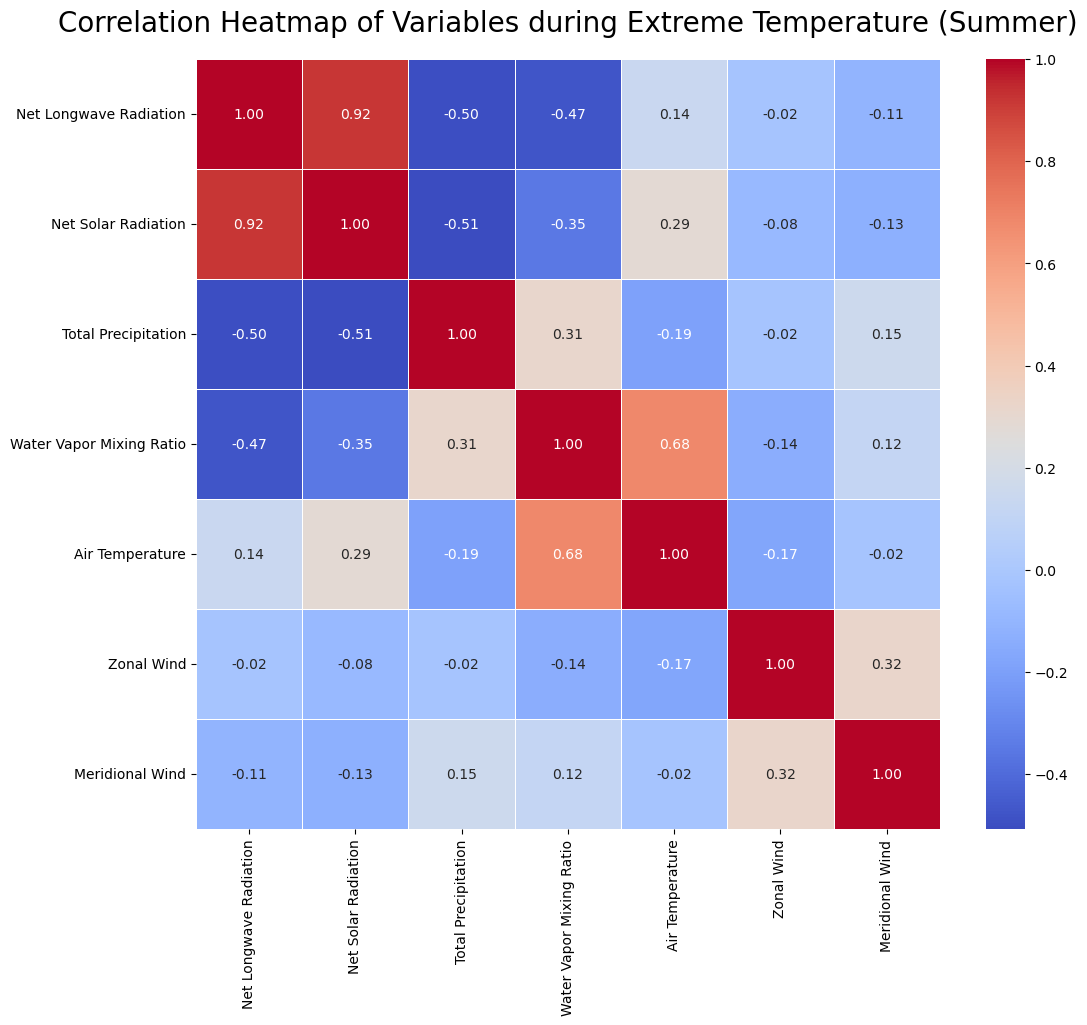 Correlation Heatmap of Variables during Extreme Temperature (Summer)
Net Longwave Radiation 1.00 0.92 -0.50 -0.47 0.14 -0.02 -0.11
Net Solar Radiation 0.92 1.00 -0.51 -0.35 0.29 -0.08 -0.13
Total Precipitation -0.50 -0.51 1.00 0.31 -0.19 -0.02 0.15
Water Vapor Mixing Ratio -0.47 -0.35 0.31 1.00 0.68 -0.14 0.12
Air Temperature 0.14 0.29 -0.19 0.68 1.00 -0.17 -0.02
Zonal Wind -0.02 -0.08 -0.02 -0.14 -0.17 1.00 0.32
Meridional Wind -0.11 -0.13 0.15 0.12 -0.02 0.32 1.00
Net Longwave Radiation
Net Solar Radiation
Total Precipitation
Water Vapor Mixing Ratio
Air Temperature
Zonal Wind
Meridional Wind
1.0
0.8
0.6
0.4
0.2
0.0
−0.2
−0.4